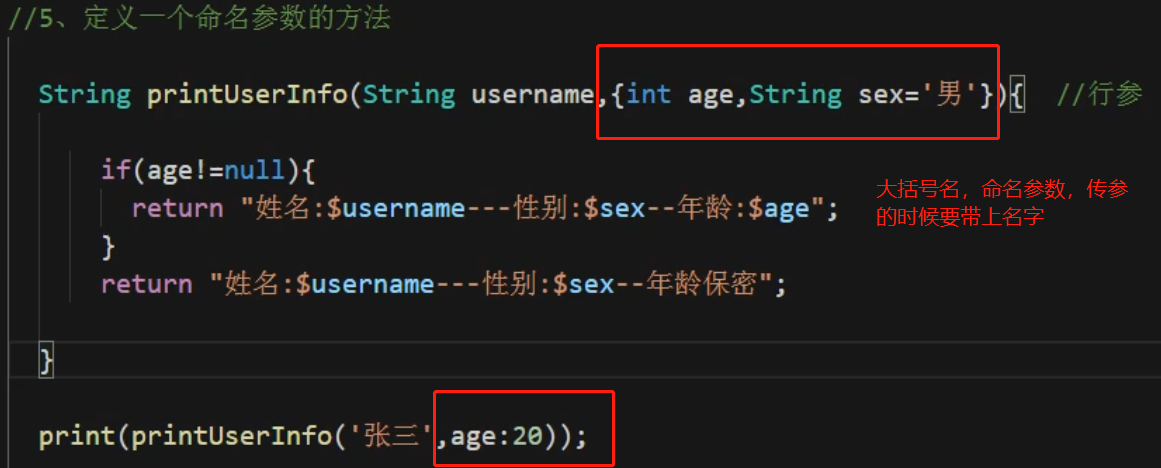 //5、定义一个命名参数的方法
String printUserInfo(String username,{int age,String sex='男'}){ //行参
if(age!=null){
return "姓名:$username---性别:$sex--年龄:$age";
}
return "姓名:$username---性别:$sex--年龄保密";
}
print(printUserInfo('张三',age:20));
大括号名，命名参数，传参
的时候要带上名字